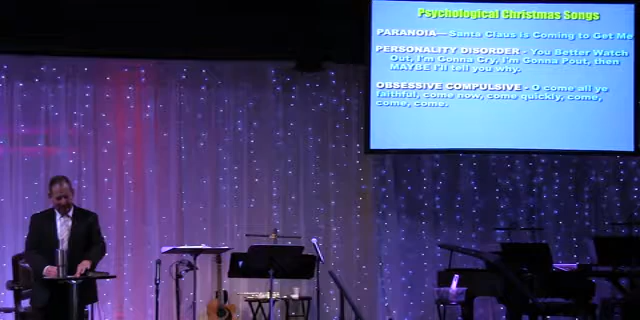 Psychological Christmas Songs
PARANOIA—Santa Claus is Coming to Get Me
PERSONALITY DISORDER - You Better Watch
Out, I'm Gonna Cry, I'm Gonna Pout, then
MAYBE I'll tell you why.
OBSESSIVE COMPULSIVE - O come all ye
faithful, come now, come quickly, come,
come, come.